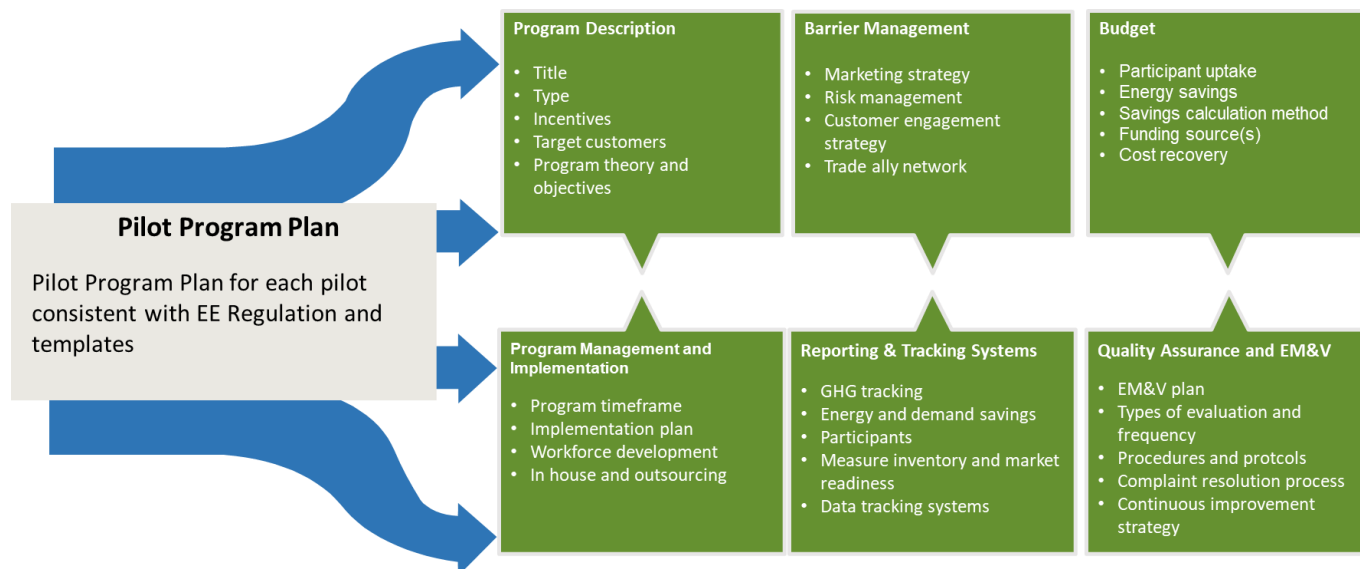 Pilot Program Plan
Pilot Program Plan for each pilot
consistent with EE Regulation and
templates
Program Description
• Title
• Type
• Incentives
• Target customers
• Program theory and
objectives
Barrier Management
• Marketing strategy
• Risk management
• Customer engagement
strategy
• Trade ally network
Budget
• Participant uptake
• Energy savings
• Savings calculation method
• Funding source(s)
• Cost recovery
Program Management and
Implementation
• Program timeframe
• Implementation plan
• Workforce development
• In house and outsourcing
Reporting & Tracking Systems
• GHG tracking
• Energy and demand savings
• Participants
• Measure inventory and market
readiness
• Data tracking systems
Quality Assurance and EM&V
• EM&V plan
• Types of evaluation and
frequency
• Procedures and protcols
• Complaint resolution process
• Continuous improvement
strategy